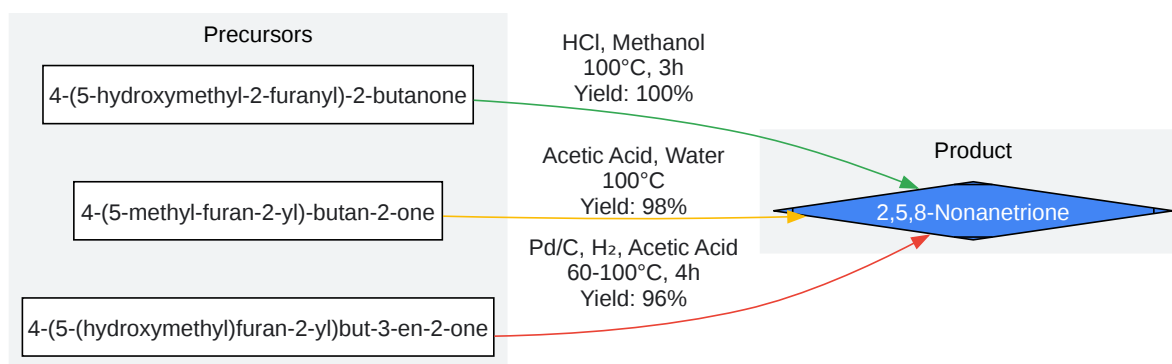 Precursors
4-(5-hydroxymethyl-2-furanyl)-2-butanone
4-(5-methyl-furan-2-yl)-butan-2-one
4-(5-(hydroxymethyl)furan-2-yl)but-3-en-2-one
HCl, Methanol
100°C, 3h
Yield: 100%
Acetic Acid, Water
100°C
Yield: 98%
Pd/C, H₂, Acetic Acid
60-100°C, 4h
Yield: 96%
Product
2,5,8-Nonanetrione